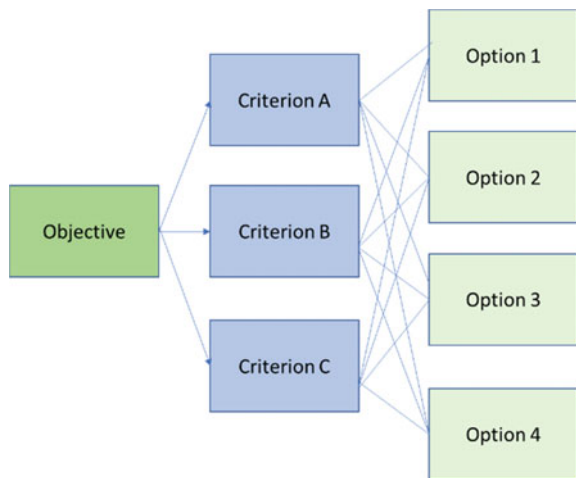 Objective
Criterion A
Criterion B
Criterion C
Option 1
Option 2
Option 3
Option 4